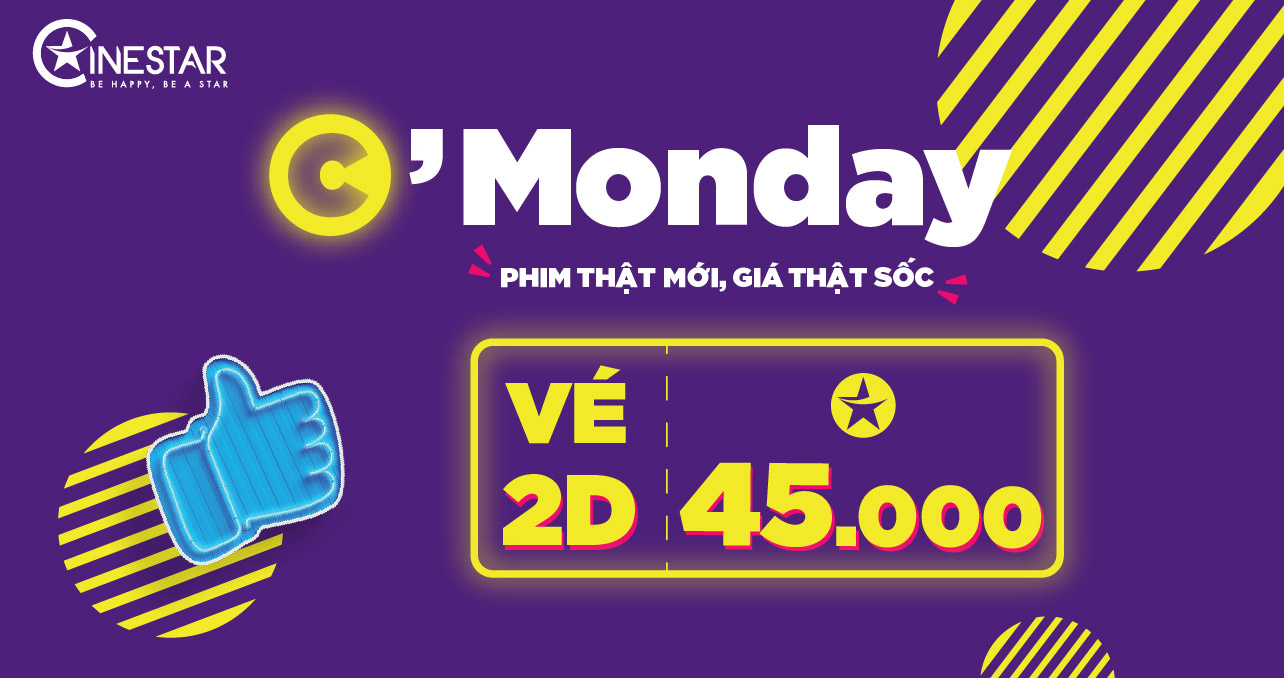 CINESTAR
BE HAPPY, BE A STAR
C'Monday
PHIM THẬT MỚI, GIÁ THẬT SỐC
VÉ
2D
45.000